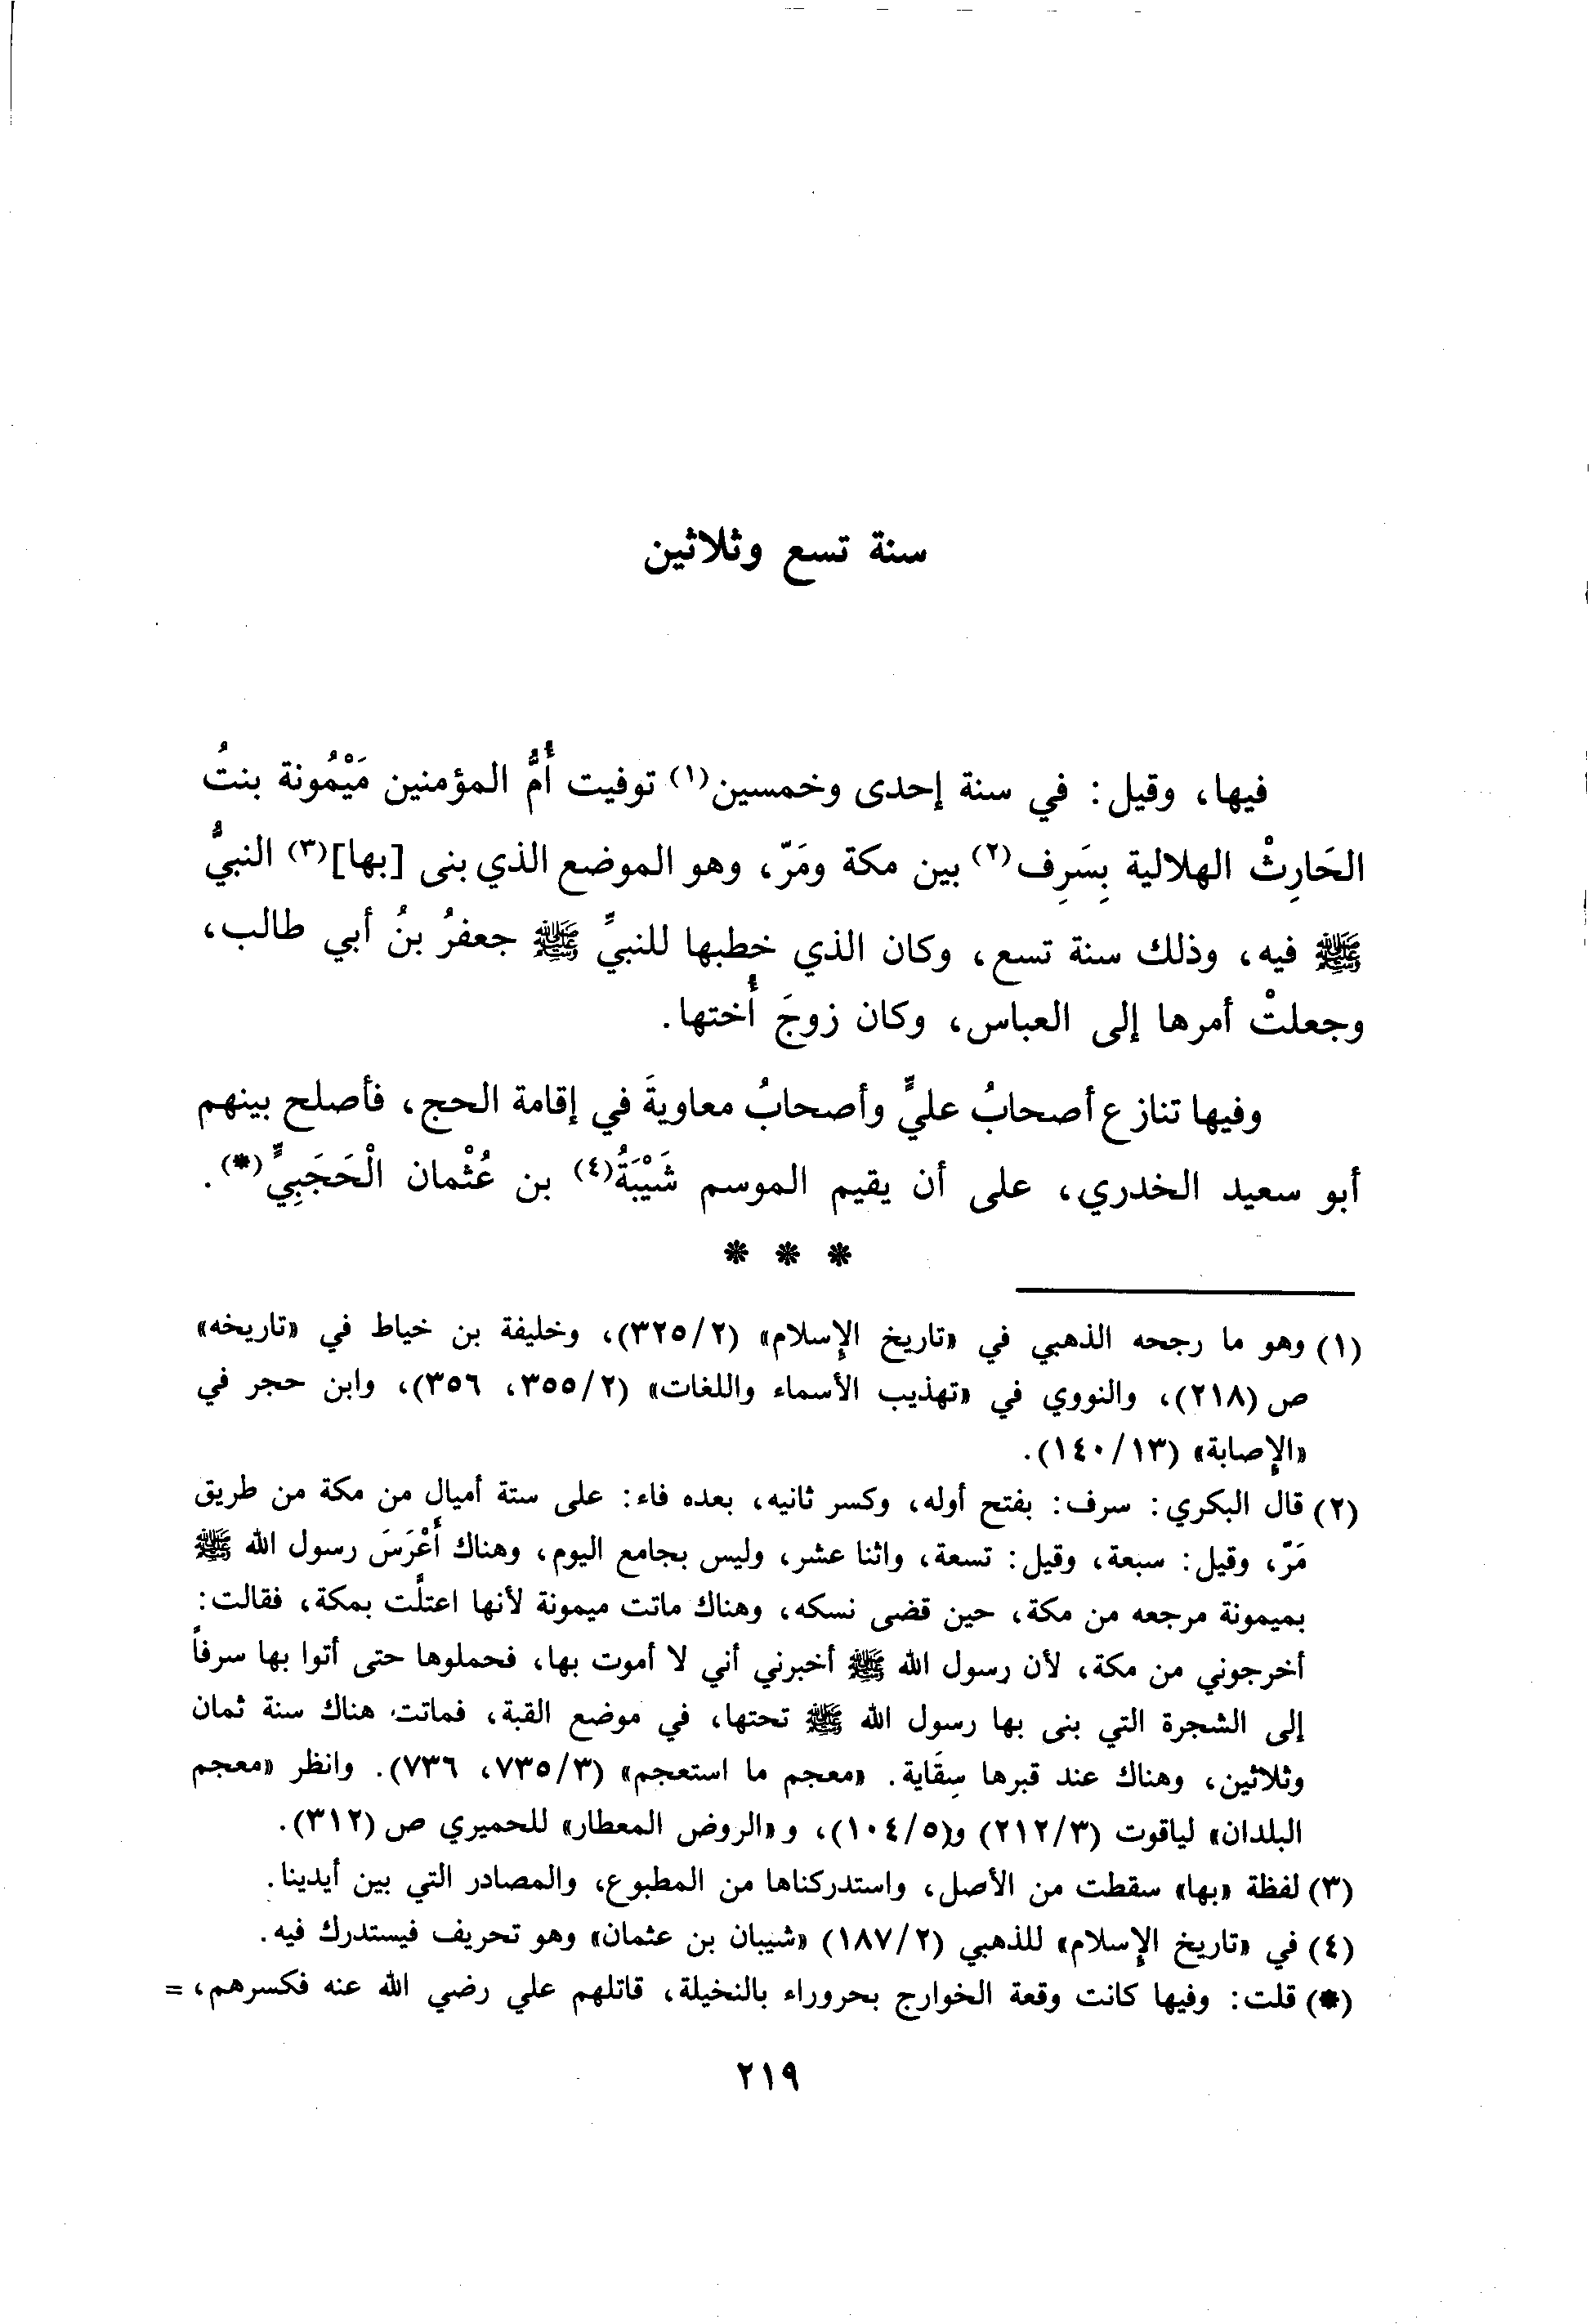 سنة تسع وثلاثين
فيها، وقيل: في سنة إحدى وخمسين(١) توفيت أُمُّ المؤمنين مَيْمُونة بنتُ
الحَارِثْ الهلالية بِسَرِف(٢) بين مكة ومَرّ، وهو الموضع الذي بنى [بها](٣) النبيُّ
ﷺ فيه، وذلك سنة تسع، وكان الذي خطبها للنبيِّ ﷺ جعفرُ بنُ أبي طالب،
وجعلتْ أمرها إلى العباس، وكان زوجَ أُختها.
وفيها تنازع أصحابُ عليٍّ وأصحابُ معاويةَ في إقامة الحج، فأصلح بينهم
أبو سعيد الخدري، على أن يقيم الموسم شَيْبَةُ(٤) بن عُثْمان الْحَجَبِيِّ(*).
* * *
(١) وهو ما رجحه الذهبي في «تاريخ الإسلام» (٣٢٥/٢)، وخليفة بن خياط في «تاريخه»
ص (٢١٨)، والنووي في «تهذيب الأسماء واللغات» (٣٥٥/٢، ٣٥٦)، وابن حجر في
«الإصابة» (١٤٠/١٣).
(٢) قال البكري: سرف: بفتح أوله، وكسر ثانيه، بعده فاء: على ستة أميال من مكة من طريق
مَرّ، وقيل: سبعة، وقيل: تسعة، واثنا عشر، وليس بجامع اليوم، وهناك أَعْرَسَ رسول الله ﷺ
بميمونة مرجعه من مكة، حين قضى نسكه، وهناك ماتت ميمونة لأنها اعتلَّت بمكة، فقالت:
أخرجوني من مكة، لأن رسول الله ﷺ أخبرني أني لا أموت بها، فحملوها حتى أتوا بها سرفاً
إلى الشجرة التي بنى بها رسول الله ﷺ تحتها، في موضع القبة، فماتت هناك سنة ثمان
وثلاثين، وهناك عند قبرها سِقَاية. «معجم ما استعجم» (٧٣٥/٣، ٧٣٦). وانظر «معجم
البلدان» لياقوت (٢١٢/٣) و(١٠٤/٥)، و «الروض المعطار» للحميري ص (٣١٢).
(٣) لفظة «بها» سقطت من الأصل، واستدركناها من المطبوع، والمصادر التي بين أيدينا.
(٤) في «تاريخ الإسلام» للذهبي (١٨٧/٢) «شيبان بن عثمان» وهو تحريف فيستدرك فيه.
(*) قلت: وفيها كانت وقعة الخوارج بحروراء بالنخيلة، قاتلهم علي رضي الله عنه فكسرهم، =
٢١٩